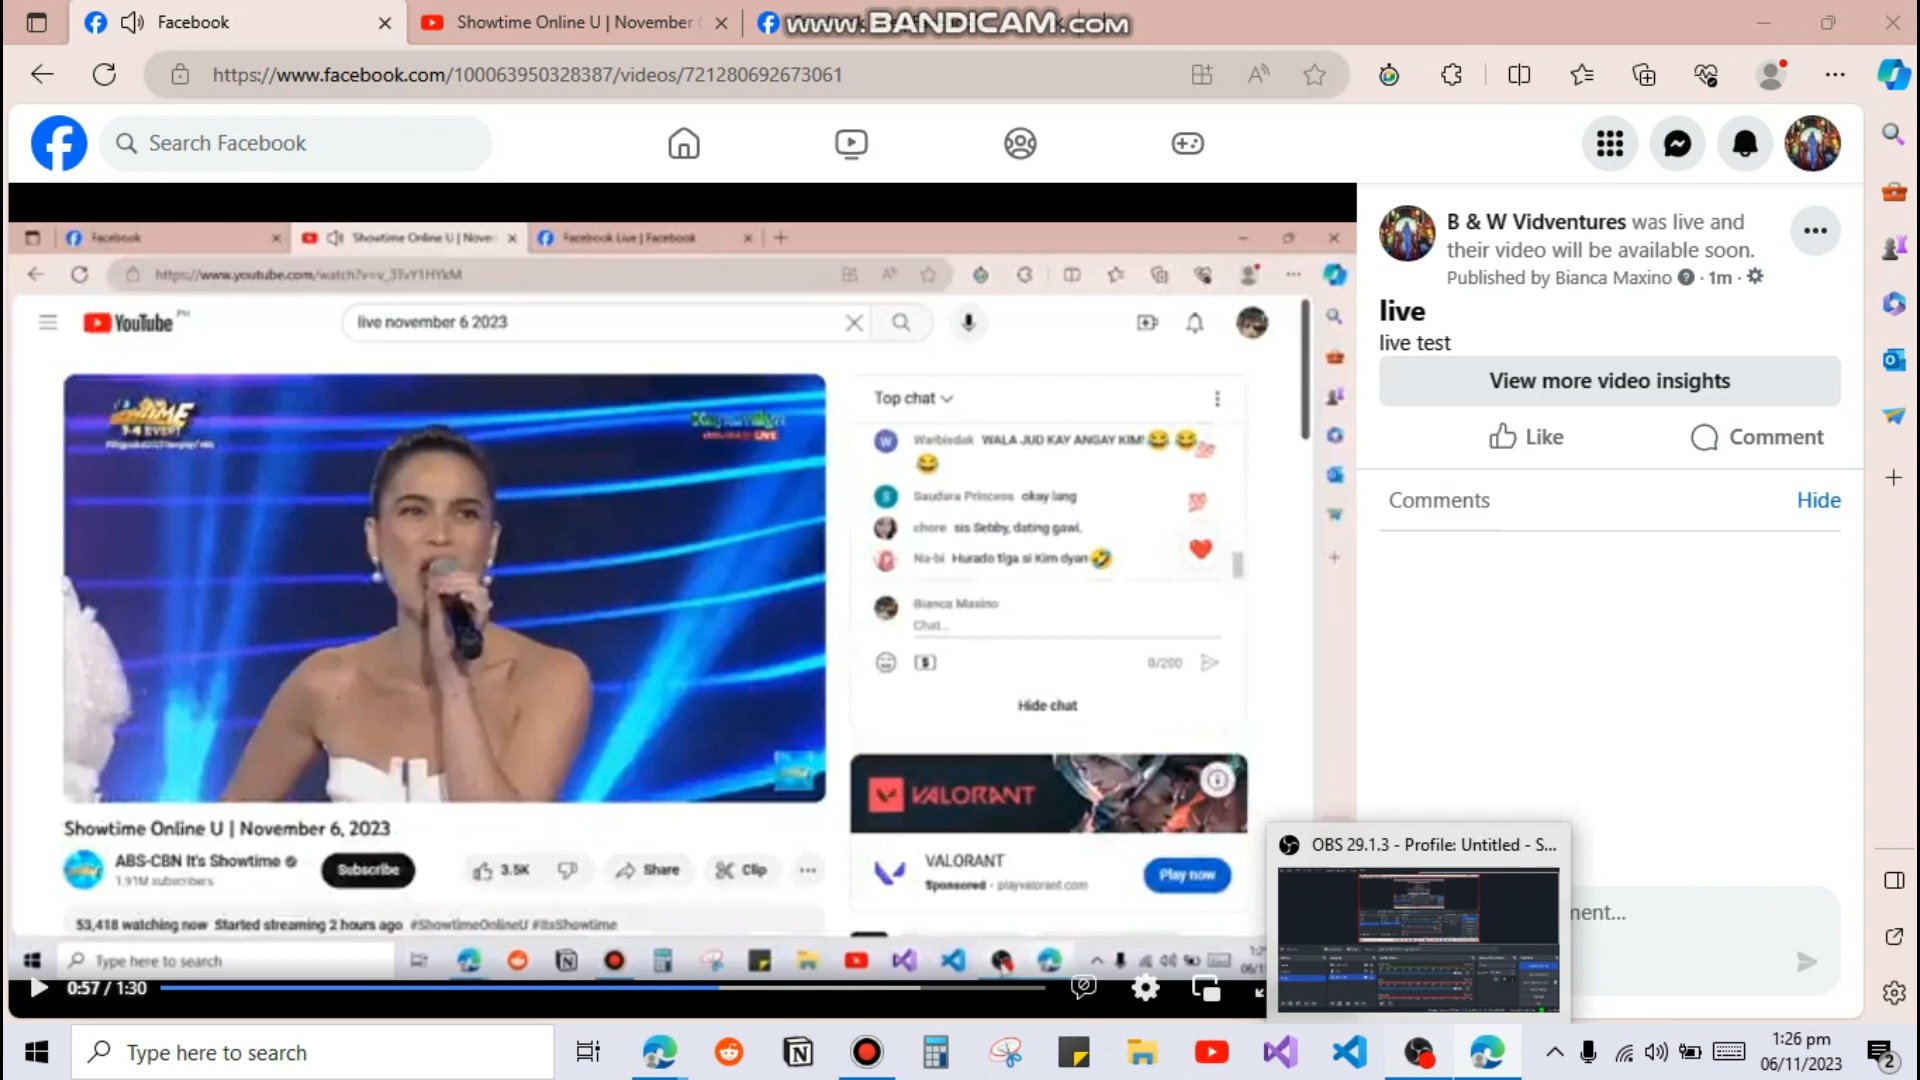 Facebook
Showtime Online U | November 6
www.BANDICAM.com
https://www.facebook.com/100063950328387/videos/721280692673061
Search Facebook
Facebook
Showtime Online U | Nove
Facebook Live | Facebook
https://www.youtube.com/watch?v=v_3TvY1HYkM
YouTube PH
live november 6 2023
Top chat
Warbisdak WALA JUD KAY ANGAY KIM!
Saudara Princess okay lang
chore sis Sebby, dating gawi.
Na-bi Hurado tlga si Kim dyan
Bianca Maxino
Chat...
0/200
Hide chat
VALORANT
VALORANT
Sponsored · playvalorant.com
Play now
Showtime Online U | November 6, 2023
ABS-CBN It's Showtime
1.91M subscribers
Subscribe
3.5K
Share
Clip
53,418 watching now Started streaming 2 hours ago #ShowtimeOnlineU #ItsShowtime
Type here to search
0:57 / 1:30
B & W Vidventures was live and
their video will be available soon.
Published by Bianca Maxino · 1m ·
live
live test
View more video insights
Like
Comment
Comments
Hide
OBS 29.1.3 - Profile: Untitled - S...
ment...
Type here to search
1:26 pm
06/11/2023
2